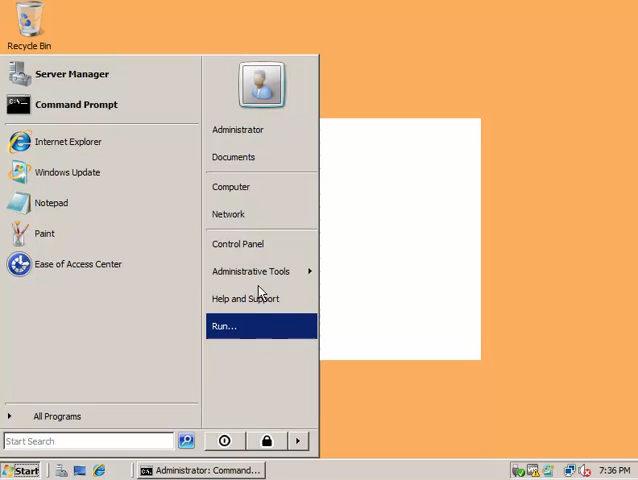 Recycle Bin
Server Manager
Command Prompt
Internet Explorer
Windows Update
Notepad
Paint
Ease of Access Center
All Programs
Start Search
Administrator
Documents
Computer
Network
Control Panel
Administrative Tools
Help and Support
Run...
Start
Administrator: Command...
7:36 PM